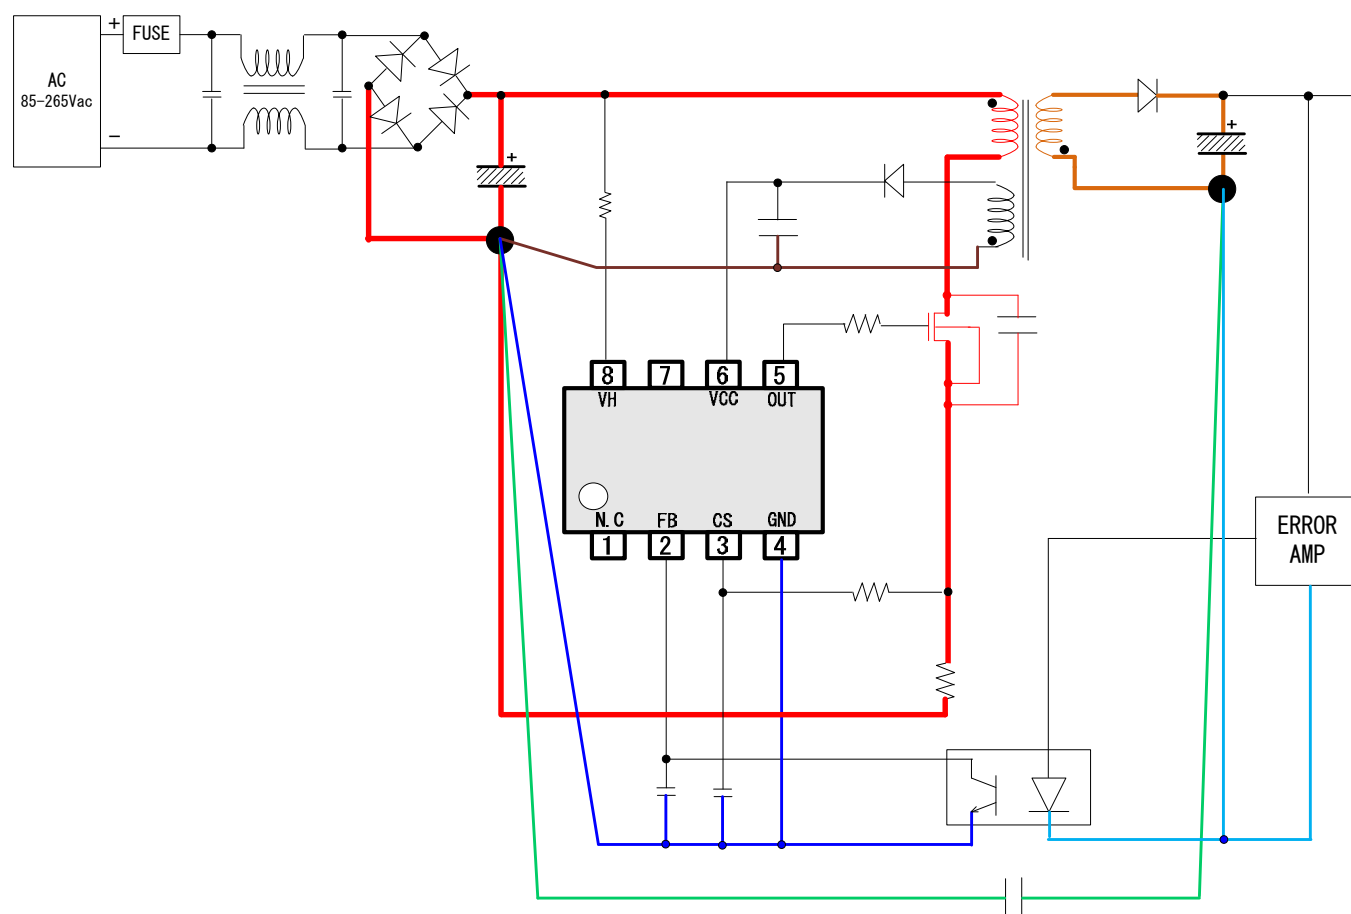 +
FUSE
AC
85-265Vac
−
+
+
8
7
6
5
VH
VCC
OUT
N.C
FB
CS
GND
1
2
3
4
ERROR
AMP